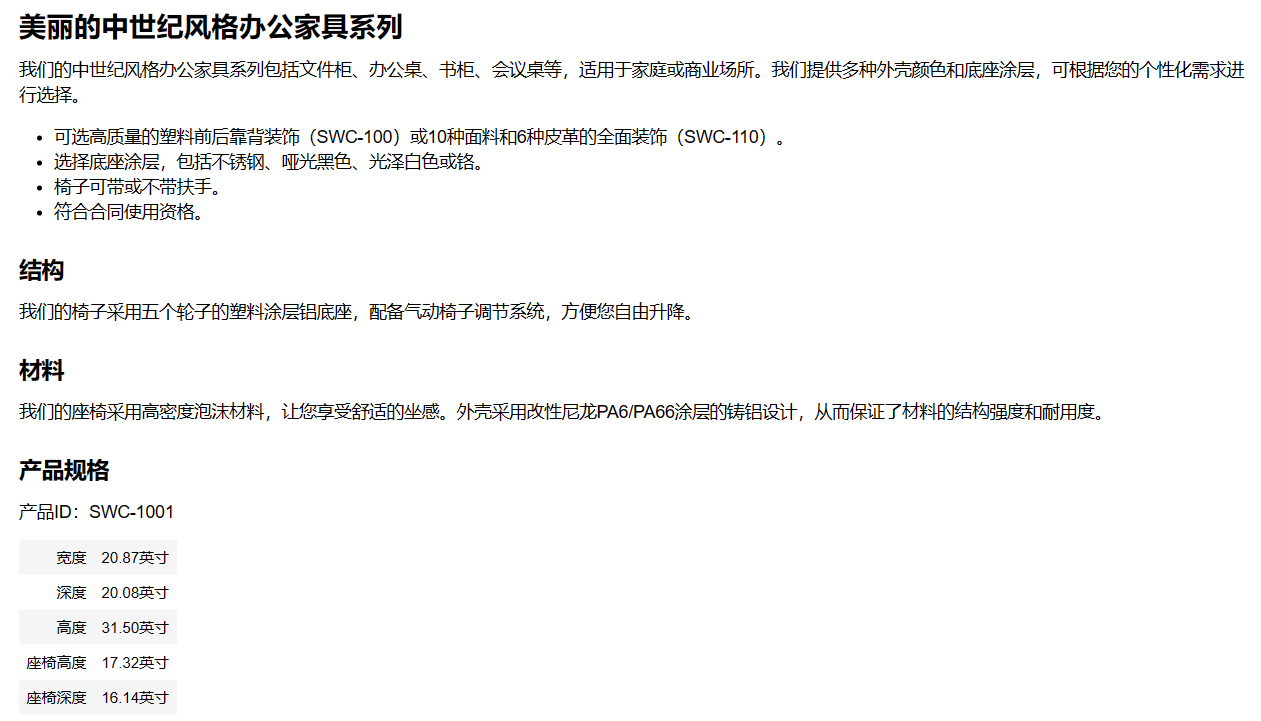 美丽的中世纪风格办公家具系列
我们的中世纪风格办公家具系列包括文件柜、办公桌、书柜、会议桌等，适用于家庭或商业场所。我们提供多种外壳颜色和底座涂层，可根据您的个性化需求进
行选择。
• 可选高质量的塑料前后靠背装饰（SWC-100）或10种面料和6种皮革的全面装饰（SWC-110）。
• 选择底座涂层，包括不锈钢、哑光黑色、光泽白色或铬。
• 椅子可带或不带扶手。
• 符合合同使用资格。
结构
我们的椅子采用五个轮子的塑料涂层铝底座，配备气动椅子调节系统，方便您自由升降。
材料
我们的座椅采用高密度泡沫材料，让您享受舒适的坐感。外壳采用改性尼龙PA6/PA66涂层的铸铝设计，从而保证了材料的结构强度和耐用度。
产品规格
产品ID：SWC-1001
宽度 20.87英寸
深度 20.08英寸
高度 31.50英寸
座椅高度 17.32英寸
座椅深度 16.14英寸